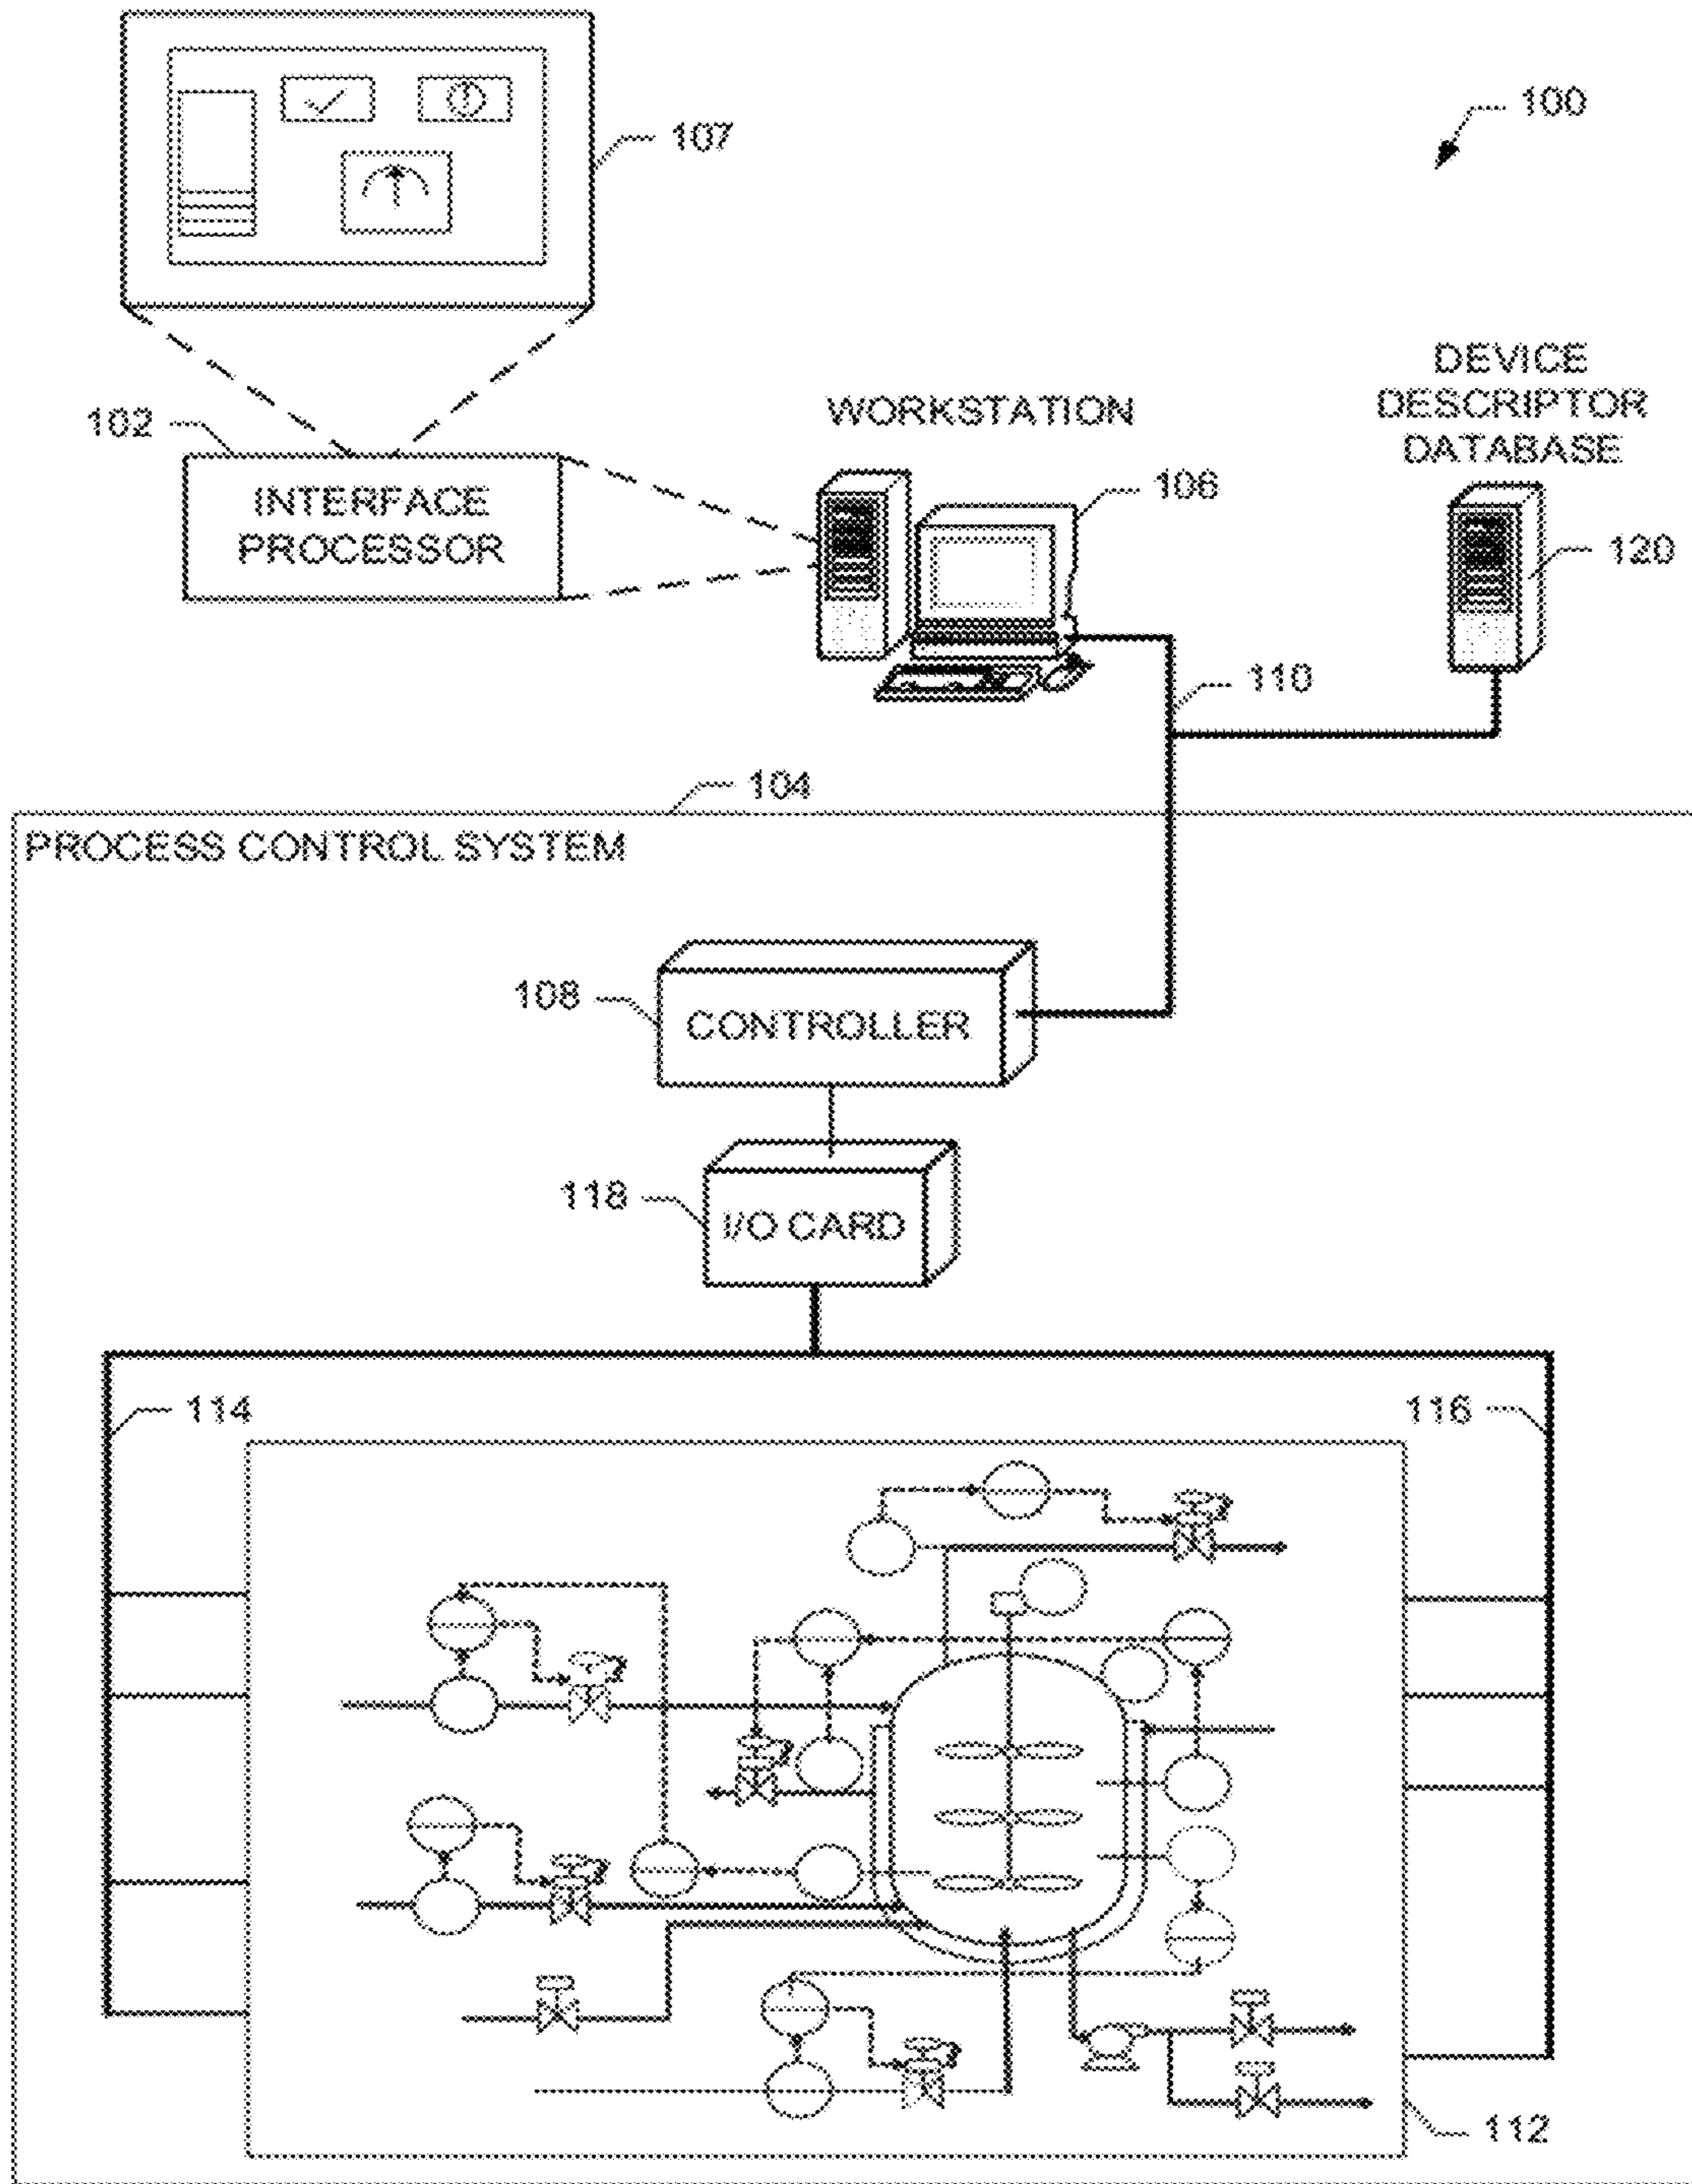 100
107
DEVICE
DESCRIPTOR
DATABASE
WORKSTATION
102
106
INTERFACE
PROCESSOR
120
110
104
PROCESS CONTROL SYSTEM
108
CONTROLLER
118
I/O CARD
114
116
112